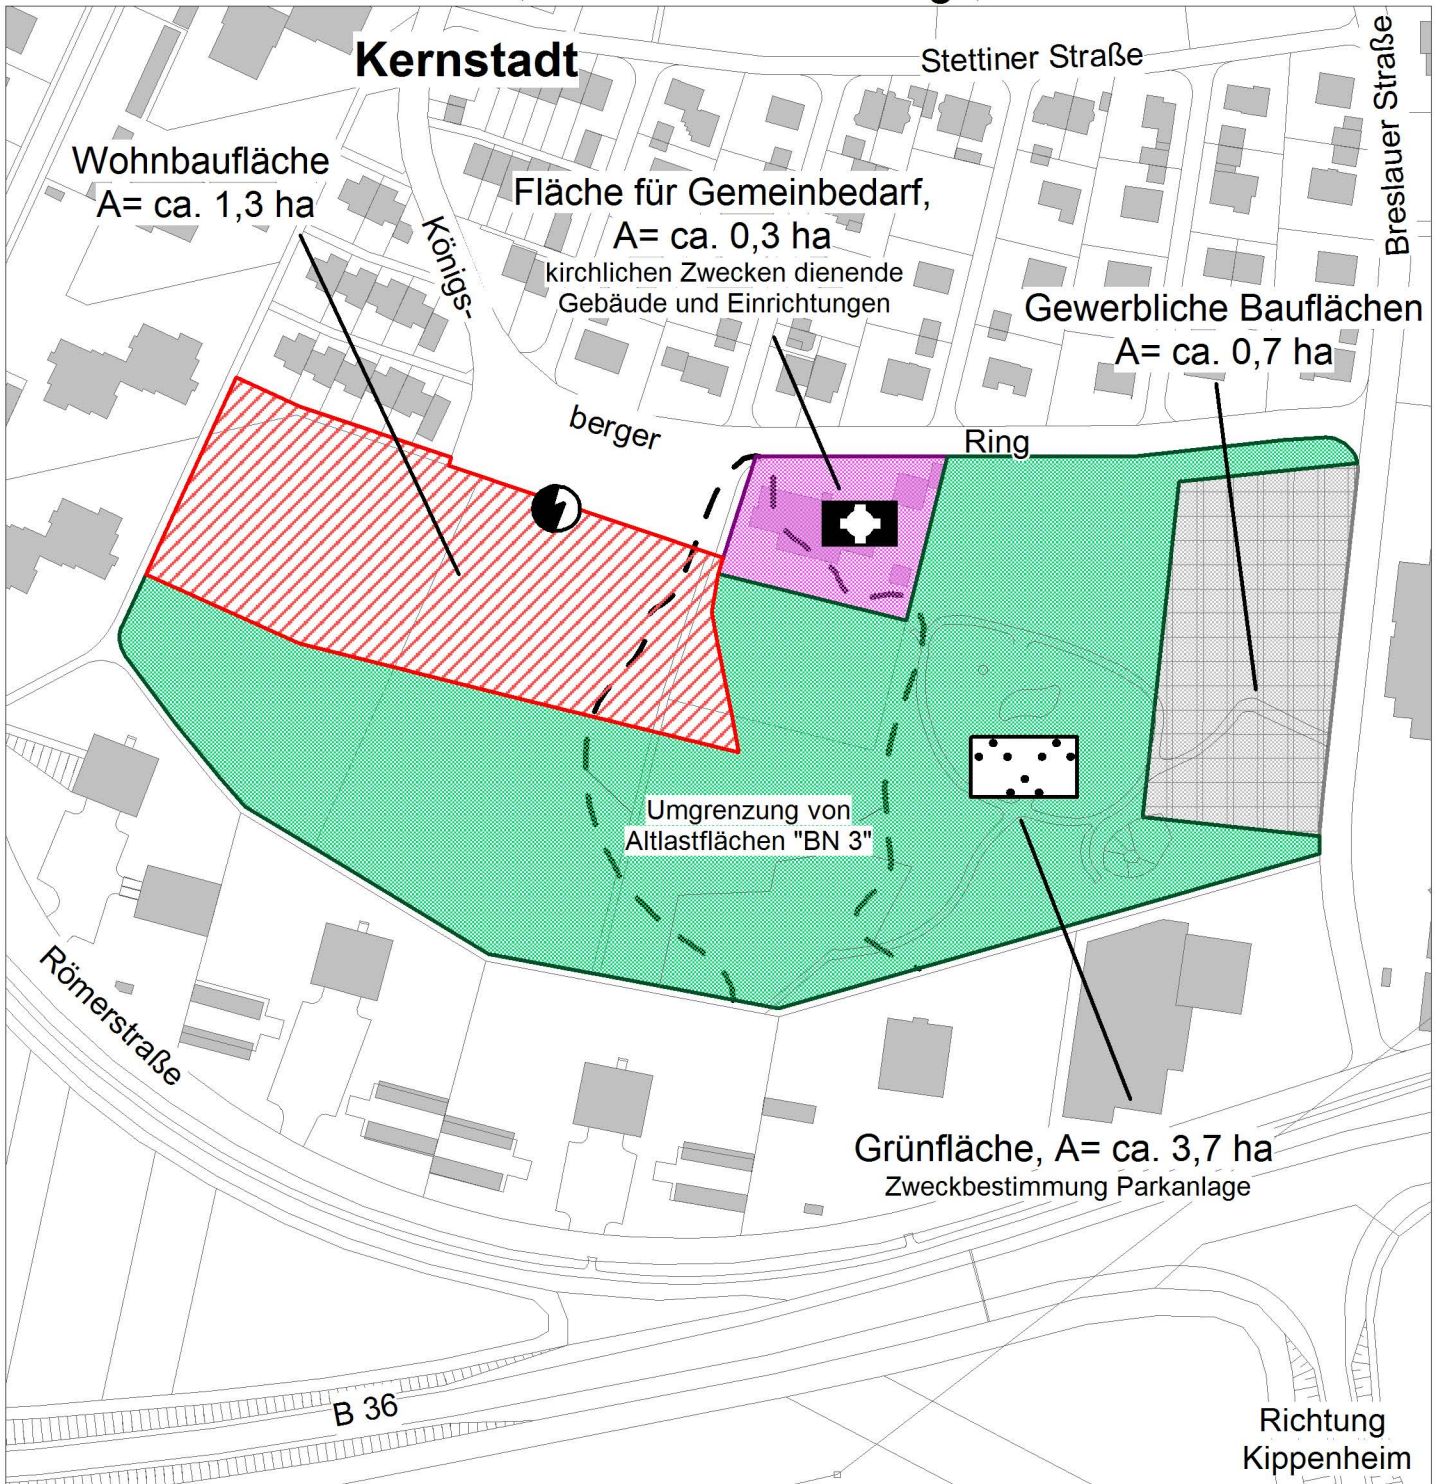 Kernstadt
Stettiner Straße
Breslauer Straße
Wohnbaufläche
A= ca. 1,3 ha
Fläche für Gemeinbedarf,
A= ca. 0,3 ha
kirchlichen Zwecken dienende
Gebäude und Einrichtungen
Königs-
Gewerbliche Bauflächen
A= ca. 0,7 ha
berger
Ring
Umgrenzung von
Altlastflächen "BN 3"
Römerstraße
Grünfläche, A= ca. 3,7 ha
Zweckbestimmung Parkanlage
B 36
Richtung
Kippenheim